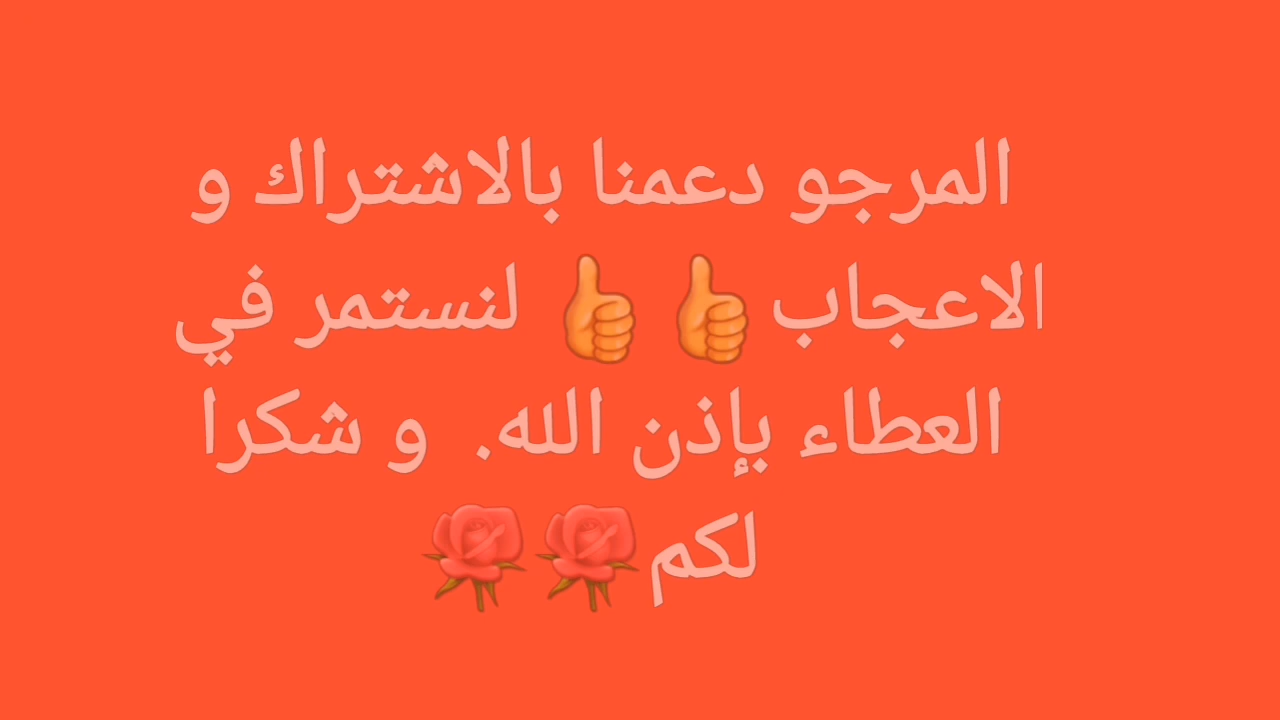 المرجو دعمنا بالاشتراك و
الاعجاب👍👍 لنستمر في
العطاء بإذن الله. و شكرا
لكم🌹🌹